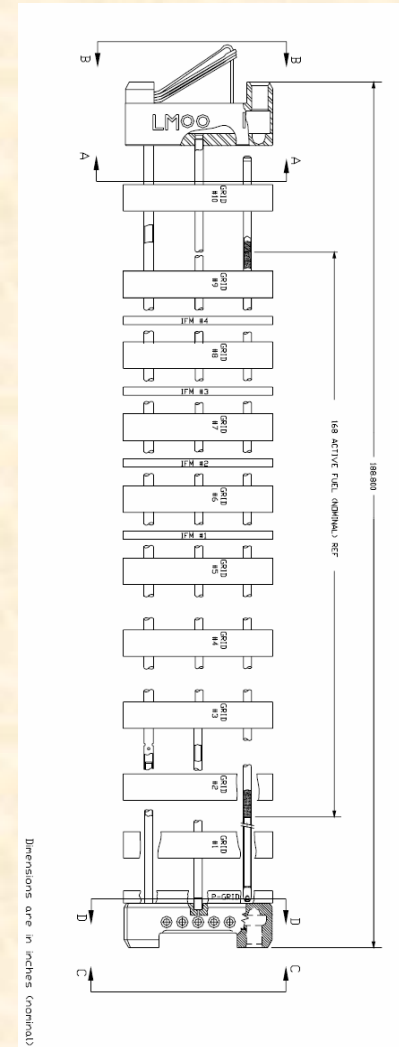 B B
LM00
A A
GRID #10
GRID #9
IFM #4
GRID #8
IFM #3
GRID #7
IFM #2
GRID #6
IFM #1
GRID #5
GRID #4
GRID #3
GRID #2
GRID #1
P-GRID
D D
C C
168 ACTIVE FUEL (NOMINAL) REF
188.800
Dimensions are in inches (nominal)